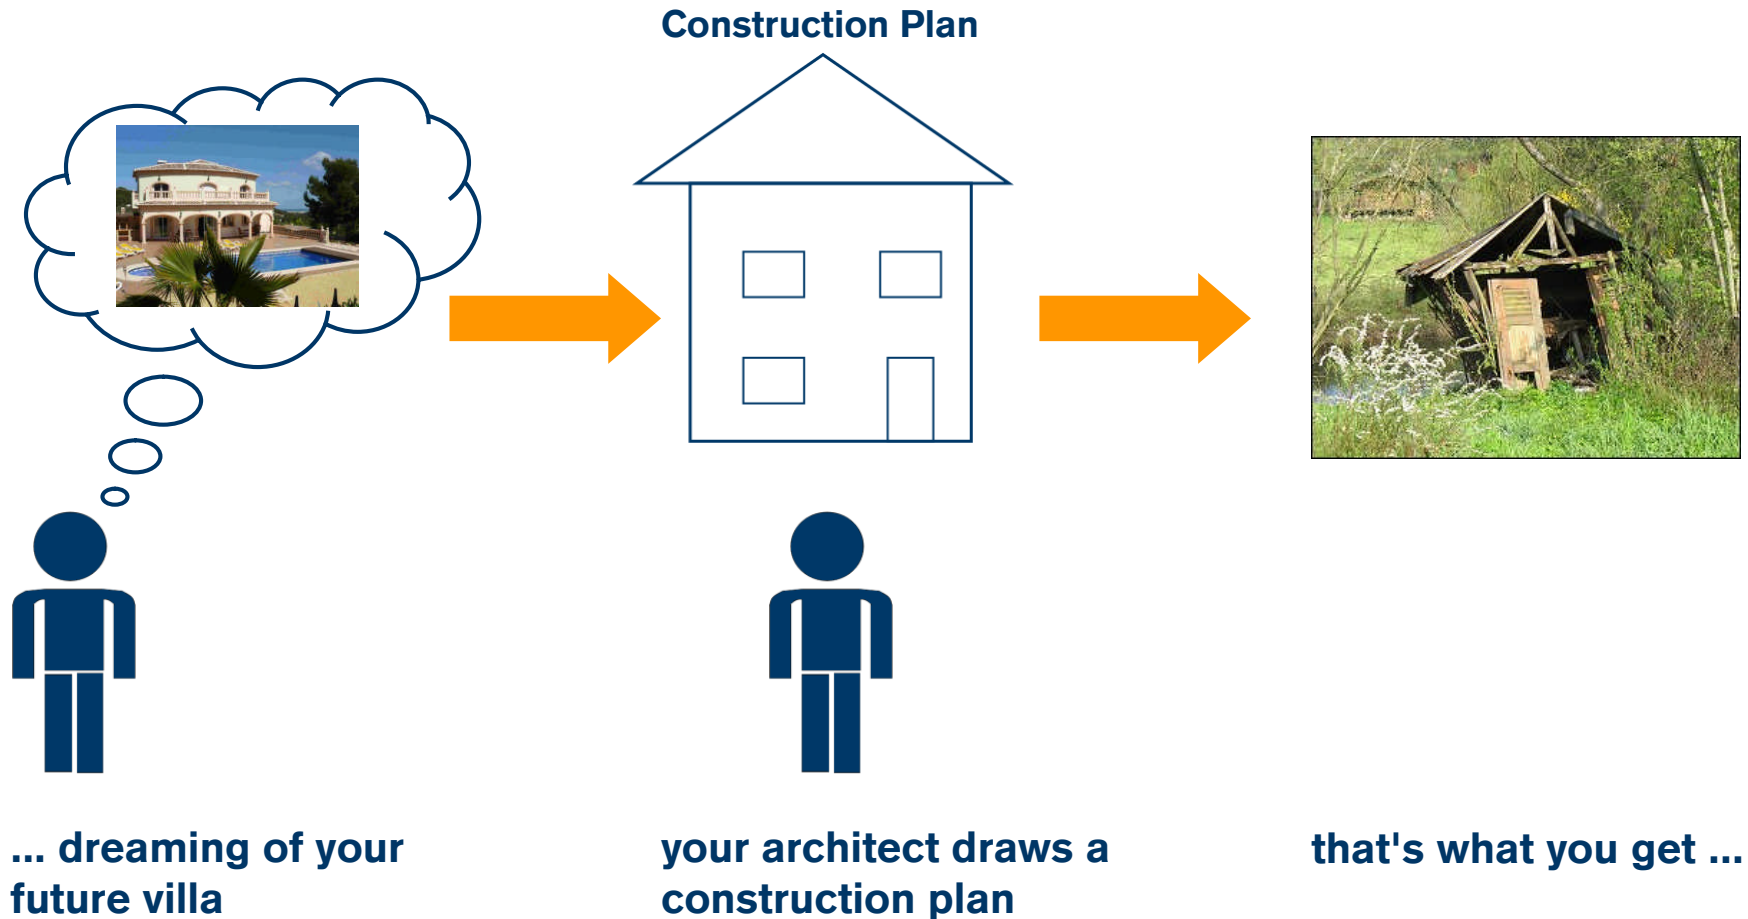 Construction Plan
... dreaming of your
future villa
your architect draws a
construction plan
that's what you get ...